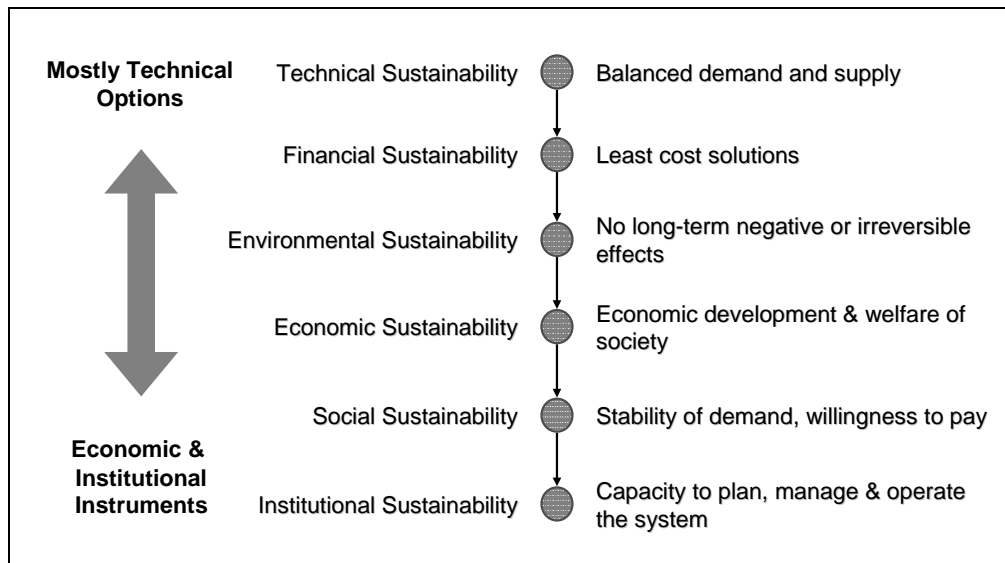 Mostly Technical
Options
Technical Sustainability
Balanced demand and supply
Financial Sustainability
Least cost solutions
Environmental Sustainability
No long-term negative or irreversible
effects
Economic Sustainability
Economic development & welfare of
society
Social Sustainability
Stability of demand, willingness to pay
Economic &
Institutional
Instruments
Institutional Sustainability
Capacity to plan, manage & operate
the system